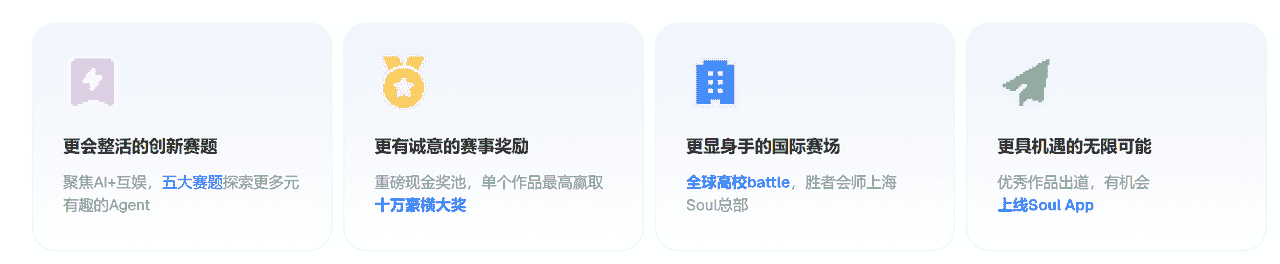 更会整活的创新赛题
聚焦AI+互娱，五大赛题探索更多元
有趣的Agent
更有诚意的赛事奖励
重磅现金奖池，单个作品最高赢取
十万豪横大奖
更显身手的国际赛场
全球高校battle，胜者会师上海
Soul总部
更具机遇的无限可能
优秀作品出道，有机会
上线Soul App